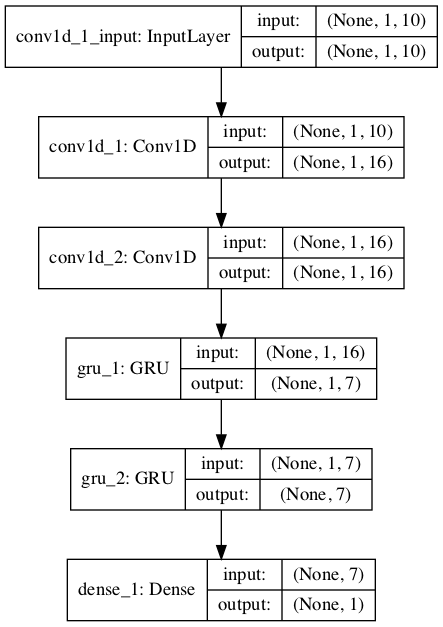 conv1d_1_input: InputLayer
input: (None, 1, 10)
output: (None, 1, 10)
conv1d_1: Conv1D
input: (None, 1, 10)
output: (None, 1, 16)
conv1d_2: Conv1D
input: (None, 1, 16)
output: (None, 1, 16)
gru_1: GRU
input: (None, 1, 16)
output: (None, 1, 7)
gru_2: GRU
input: (None, 1, 7)
output: (None, 7)
dense_1: Dense
input: (None, 7)
output: (None, 1)